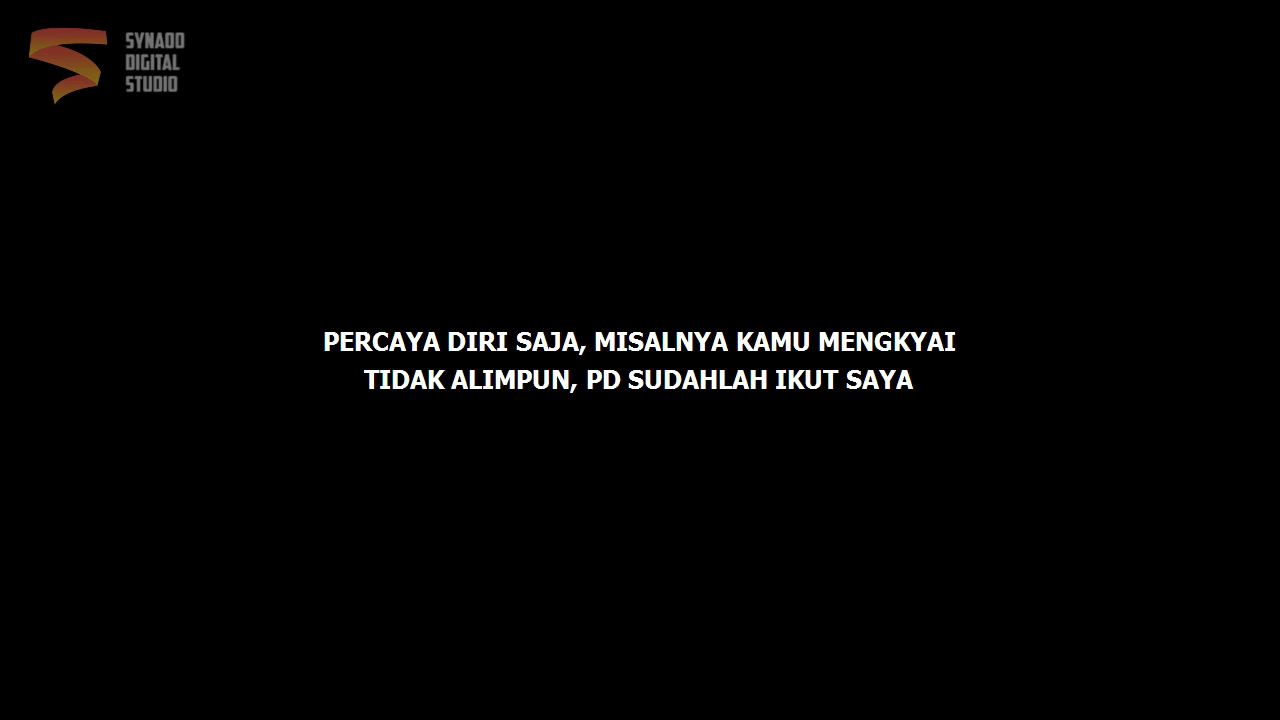 SYNADO
DIGITAL
STUDIO
PERCAYA DIRI SAJA, MISALNYA KAMU MENGKYAI
TIDAK ALIMPUN, PD SUDAHLAH IKUT SAYA